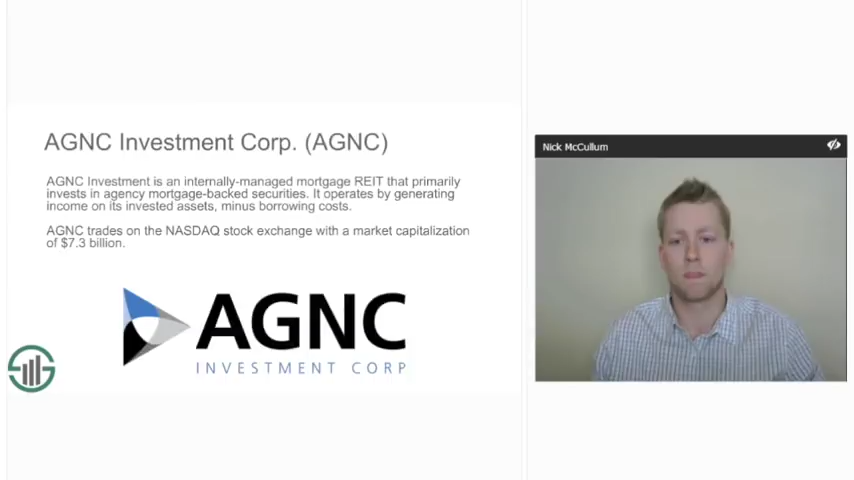 AGNC Investment Corp. (AGNC)
AGNC Investment is an internally-managed mortgage REIT that primarily
invests in agency mortgage-backed securities. It operates by generating
income on its invested assets, minus borrowing costs.
AGNC trades on the NASDAQ stock exchange with a market capitalization
of $7.3 billion.
AGNC
INVESTMENT CORP
Nick McCullum